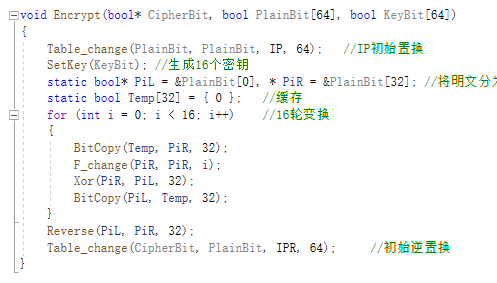 void Encrypt(bool* CipherBit, bool PlainBit[64], bool KeyBit[64])
{
    Table_change(PlainBit, PlainBit, IP, 64);   //IP初始置换
    SetKey(KeyBit); //生成16个密钥
    static bool* PiL = &PlainBit[0], * PiR = &PlainBit[32]; //将明文分为
    static bool Temp[32] = { 0 };   //缓存
    for (int i = 0; i < 16; i++)    //16轮变换
    {
        BitCopy(Temp, PiR, 32);
        F_change(PiR, PiR, i);
        Xor(PiR, PiL, 32);
        BitCopy(PiL, Temp, 32);
    }
    Reverse(PiL, PiR, 32);
    Table_change(CipherBit, PlainBit, IPR, 64);     //初始逆置换
}